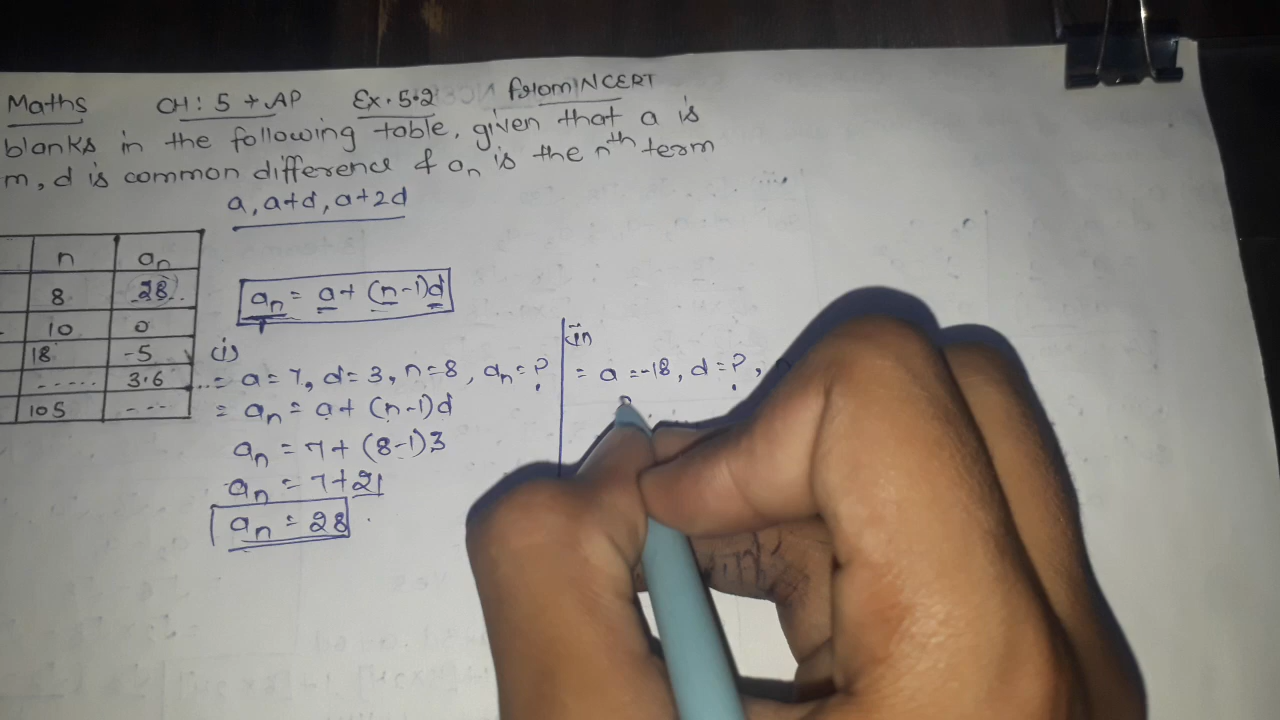 Maths CH: 5 + AP Ex. 5.2 from NCERT
blanks in the following table, given that a is
m, d is common difference & an is the nth term
a, a+d, a+2d
n an
8 28
10 0
18 -5
...... 3.6
105 ---
an = a + (n-1)d
(i)
= a = 7, d = 3, n = 8, an = ?
= an = a + (n-1)d
an = 7 + (8-1)3
an = 7+21
an = 28
= a = -18, d = ?,